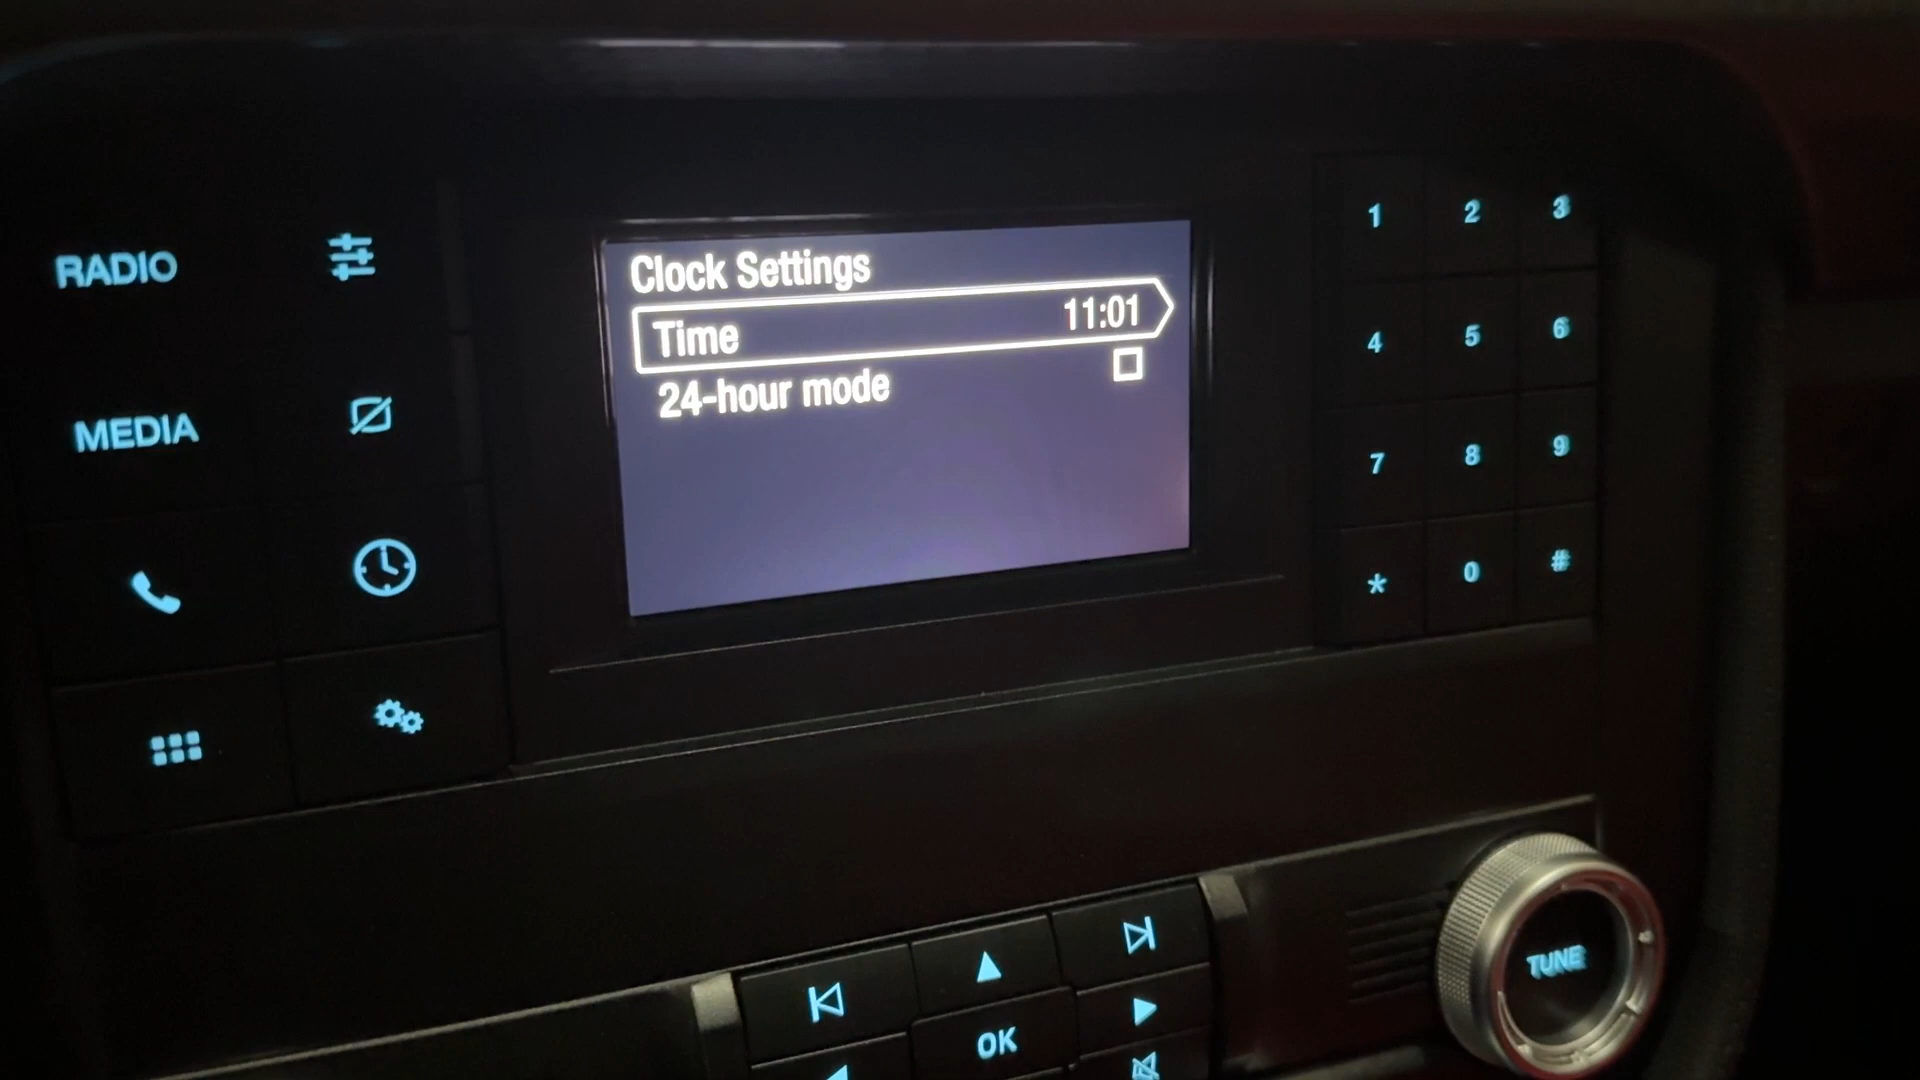 RADIO
MEDIA
Clock Settings
Time 11:01
24-hour mode
1 2 3
4 5 6
7 8 9
* 0 #
OK
TUNE